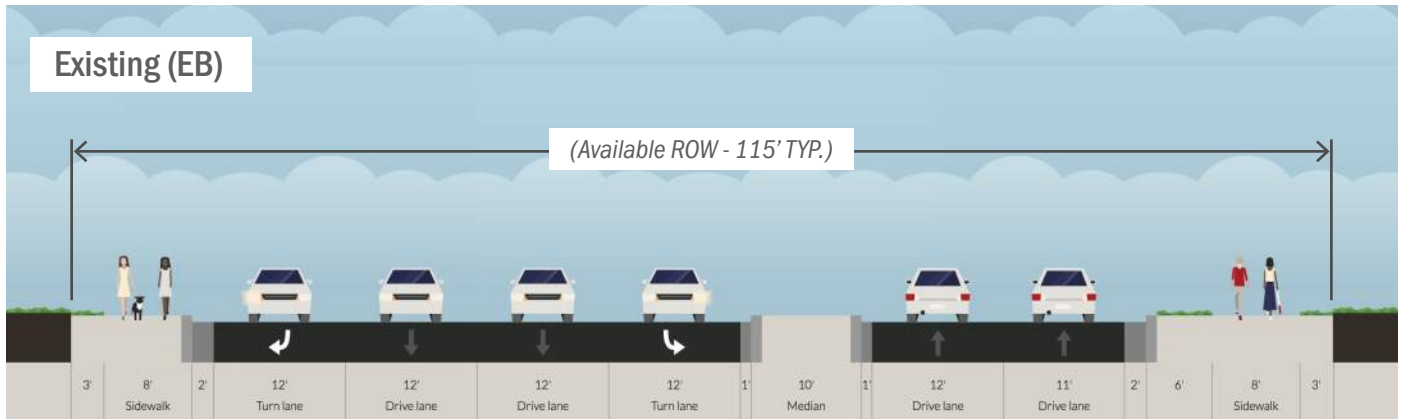 Existing (EB)
(Available ROW - 115' TYP.)
3' 8' 2' 12' 12' 12' 12' 1' 10' 1' 12' 11' 2' 6' 8' 3'
Sidewalk Turn lane Drive lane Drive lane Turn lane Median Drive lane Drive lane Sidewalk